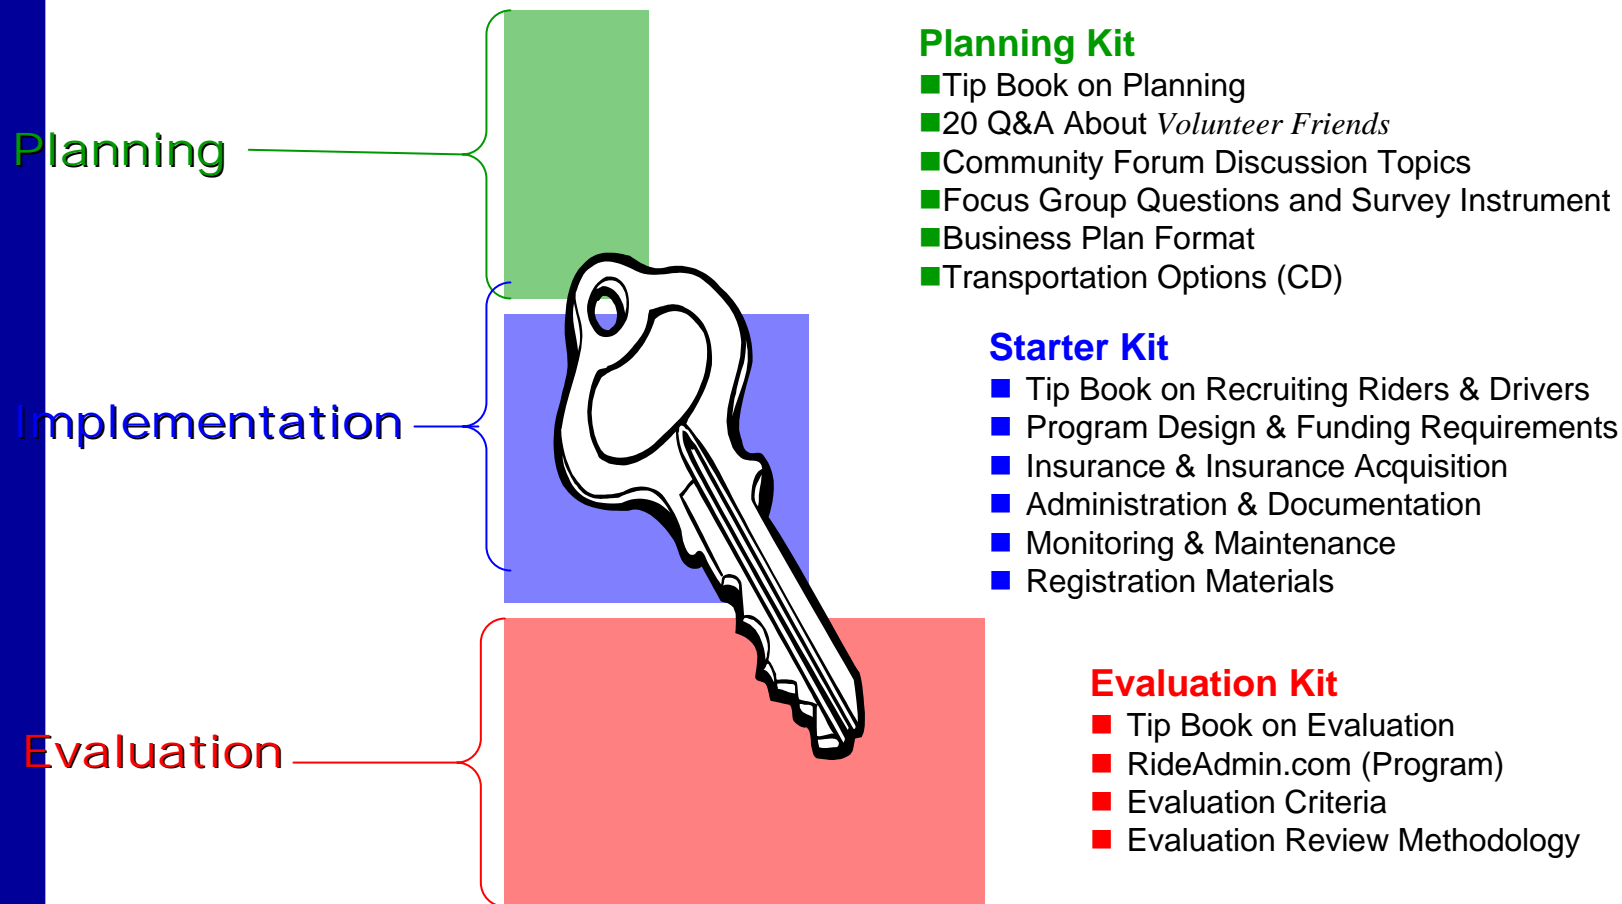 Planning
Planning Kit
■Tip Book on Planning
■20 Q&A About Volunteer Friends
■Community Forum Discussion Topics
■Focus Group Questions and Survey Instrument
■Business Plan Format
■Transportation Options (CD)
Implementation
Starter Kit
■ Tip Book on Recruiting Riders & Drivers
■ Program Design & Funding Requirements
■ Insurance & Insurance Acquisition
■ Administration & Documentation
■ Monitoring & Maintenance
■ Registration Materials
Evaluation
Evaluation Kit
■ Tip Book on Evaluation
■ RideAdmin.com (Program)
■ Evaluation Criteria
■ Evaluation Review Methodology